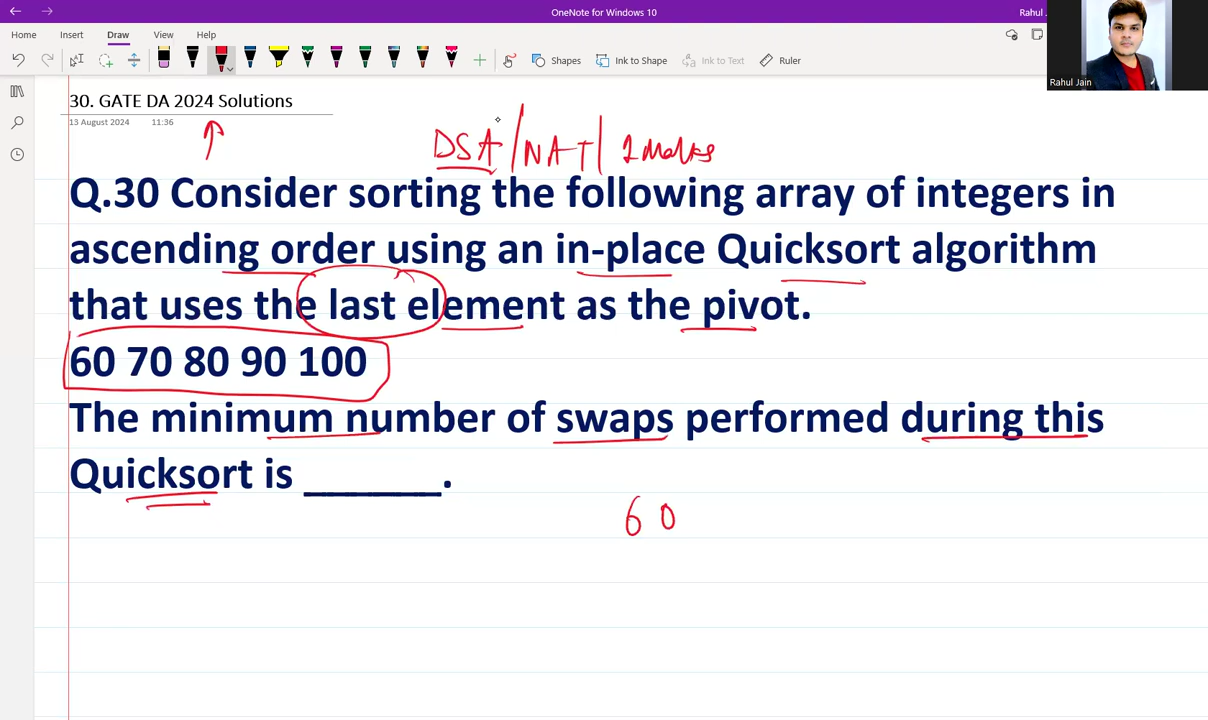 OneNote for Windows 10
Rahul J
Home Insert Draw View Help
Shapes Ink to Shape Ink to Text Ruler
Rahul Jain
30. GATE DA 2024 Solutions
13 August 2024 11:36
DSA | NAT | 2 Marks
Q.30 Consider sorting the following array of integers in
ascending order using an in-place Quicksort algorithm
that uses the last element as the pivot.
60 70 80 90 100
The minimum number of swaps performed during this
Quicksort is ______.
60